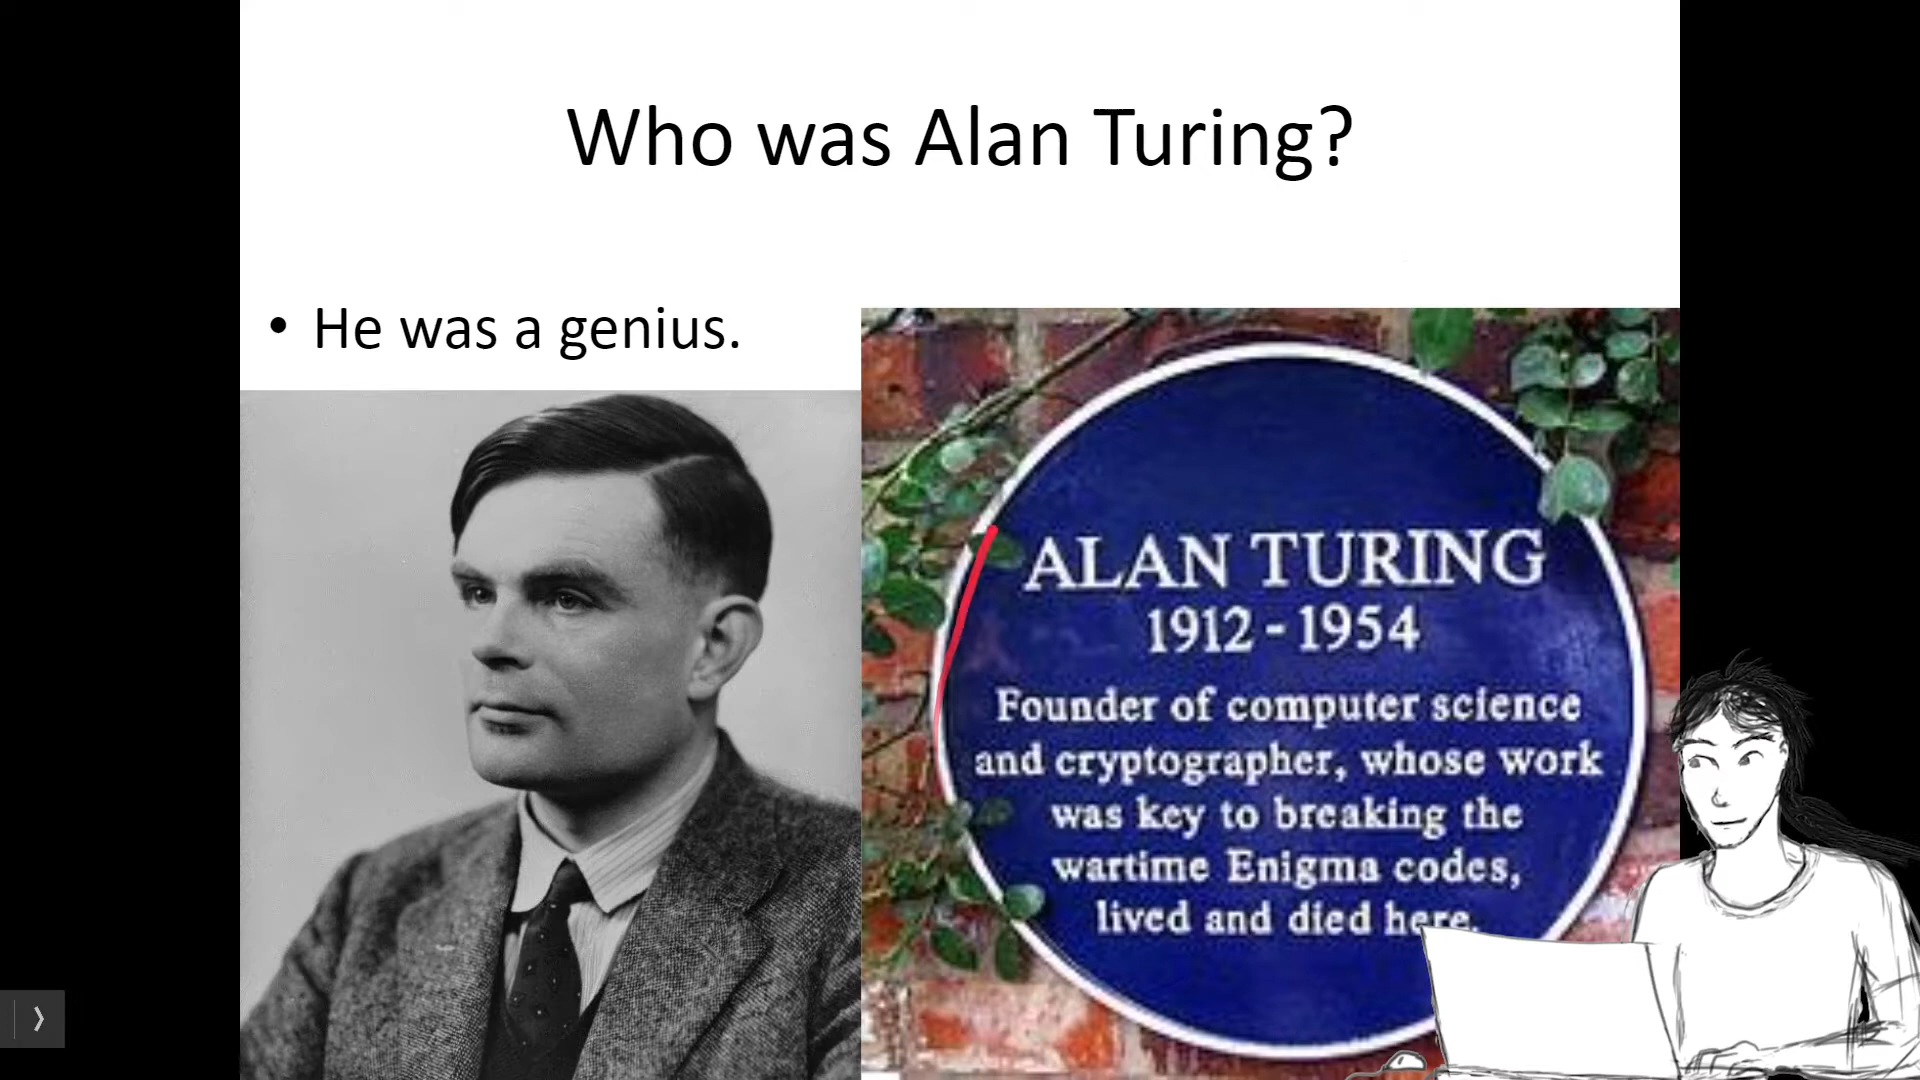 Who was Alan Turing?
• He was a genius.
ALAN TURING
1912 - 1954
Founder of computer science
and cryptographer, whose work
was key to breaking the
wartime Enigma codes,
lived and died here.